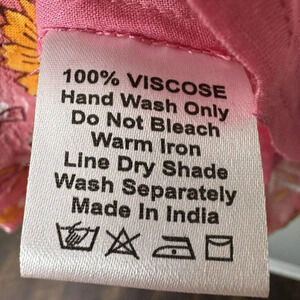 100% VISCOSE
Hand Wash Only
Do Not Bleach
Warm Iron
Line Dry Shade
Wash Separately
Made In India